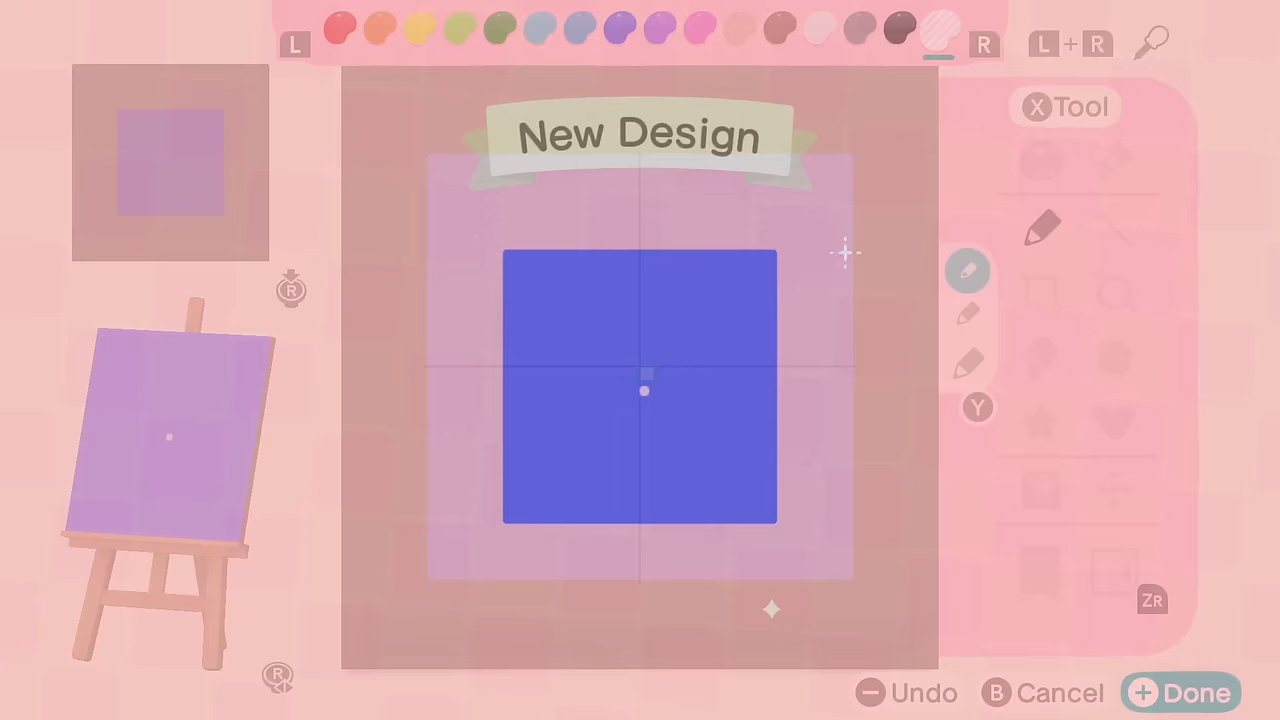 L
R
L + R
X Tool
New Design
R
Y
ZR
R
Undo
B Cancel
+ Done